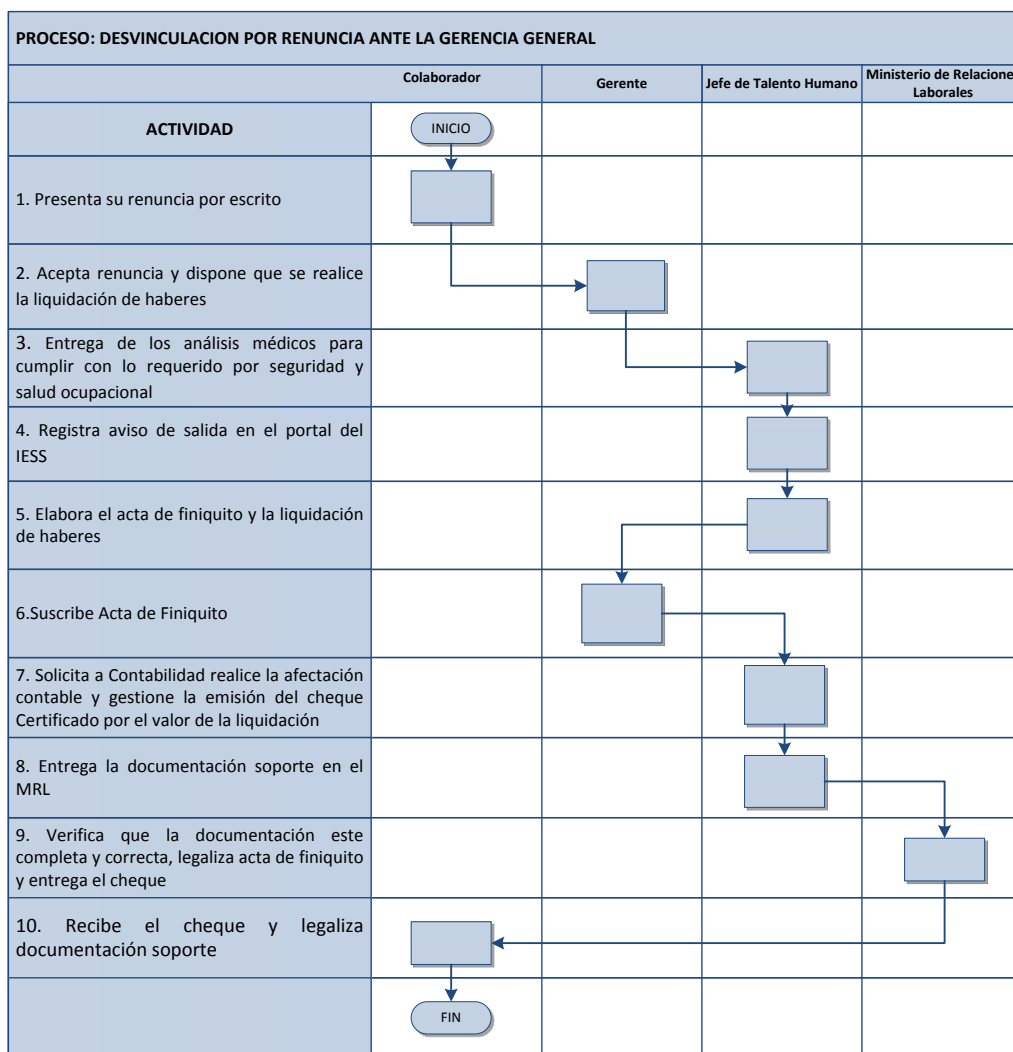 PROCESO: DESVINCULACION POR RENUNCIA ANTE LA GERENCIA GENERAL
Colaborador
Gerente
Jefe de Talento Humano
Ministerio de Relacione
Laborales
ACTIVIDAD
INICIO
1. Presenta su renuncia por escrito
2. Acepta renuncia y dispone que se realice
la liquidación de haberes
3. Entrega de los análisis médicos para
cumplir con lo requerido por seguridad y
salud ocupacional
4. Registra aviso de salida en el portal del
IESS
5. Elabora el acta de finiquito y la liquidación
de haberes
6.Suscribe Acta de Finiquito
7. Solicita a Contabilidad realice la afectación
contable y gestione la emisión del cheque
Certificado por el valor de la liquidación
8. Entrega la documentación soporte en el
MRL
9. Verifica que la documentación este
completa y correcta, legaliza acta de finiquito
y entrega el cheque
10. Recibe el cheque y legaliza
documentación soporte
FIN